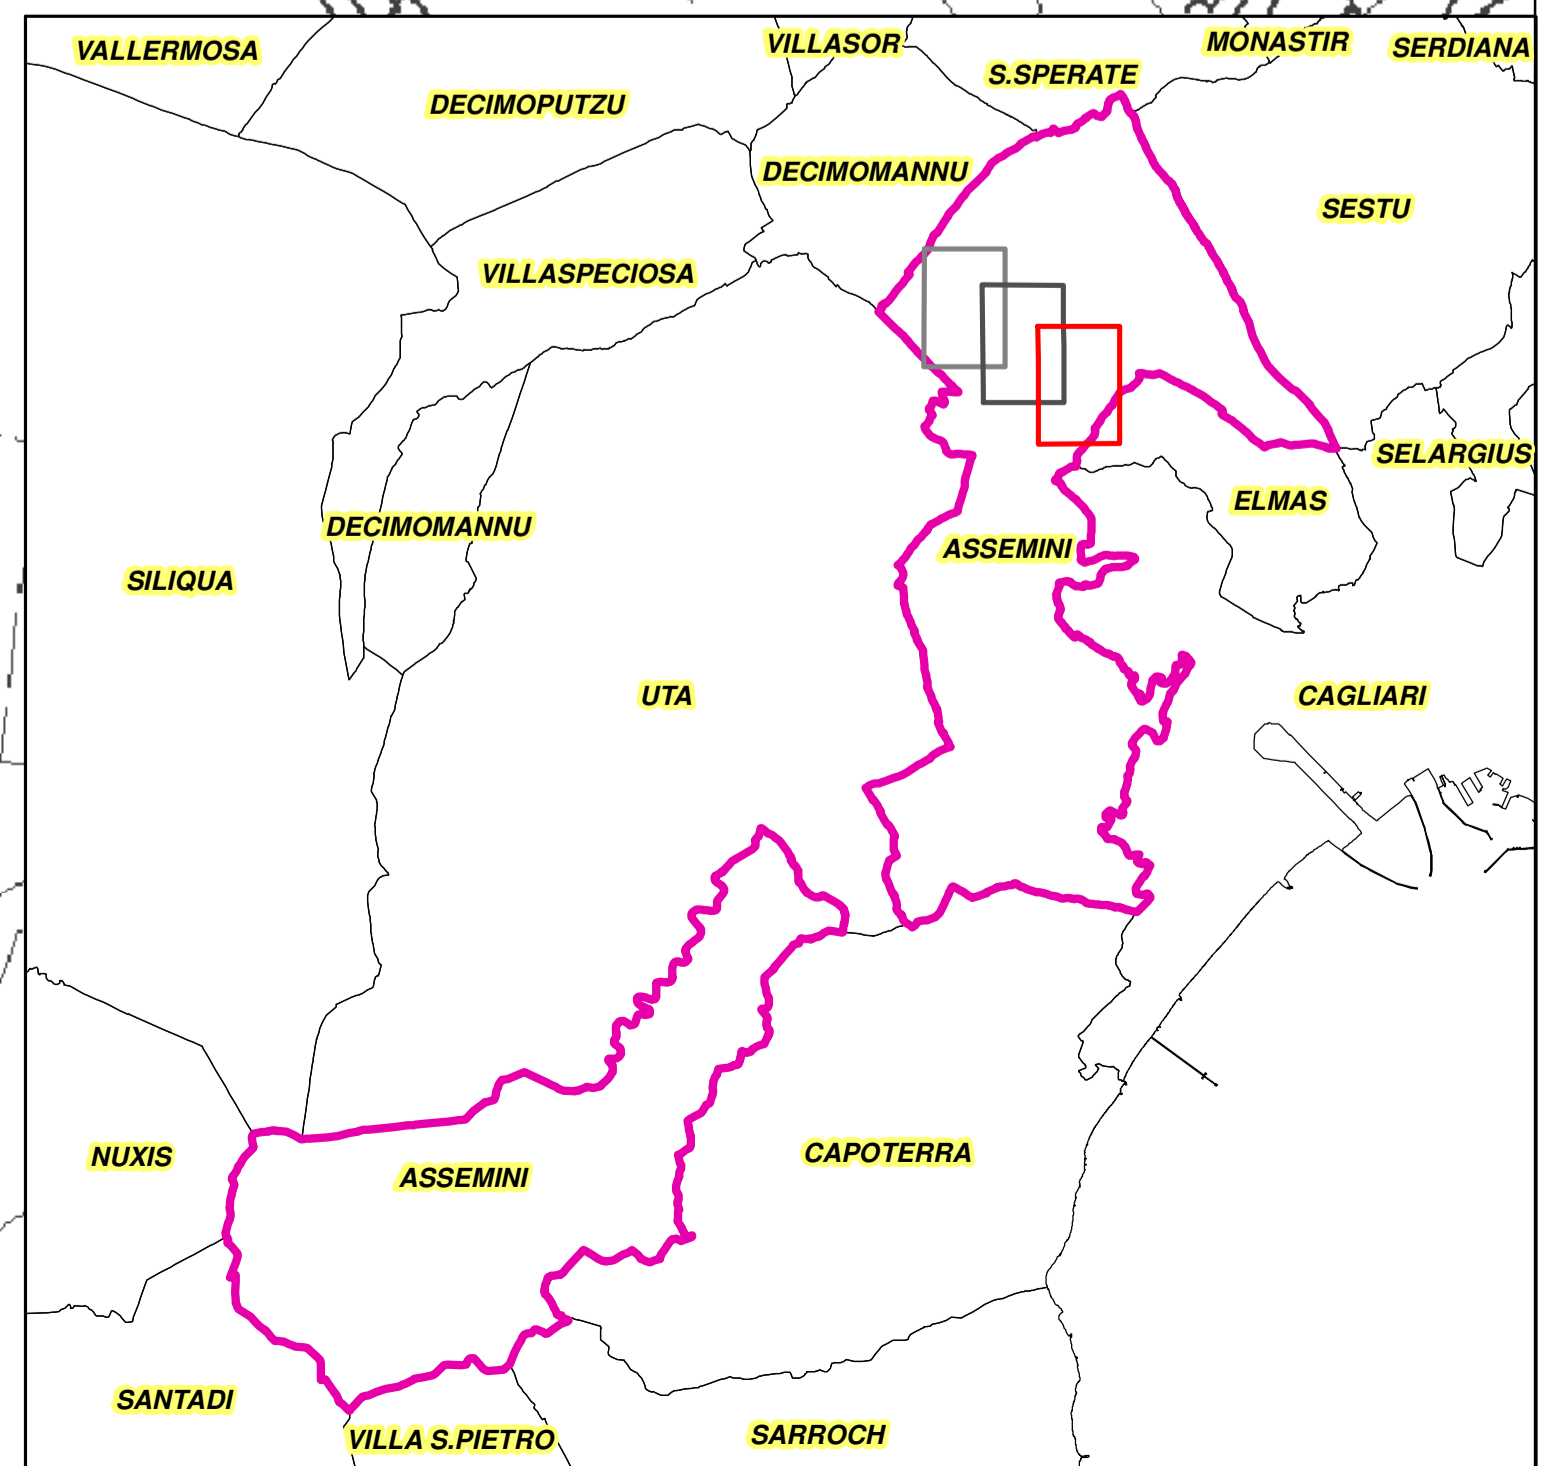 VALLERMOSA
VILLASOR
MONASTIR
SERDIANA
S.SPERATE
DECIMOPUTZU
DECIMOMANNU
SESTU
VILLASPECIOSA
SELARGIUS
ELMAS
DECIMOMANNU
ASSEMINI
SILIQUA
UTA
CAGLIARI
NUXIS
ASSEMINI
CAPOTERRA
SANTADI
VILLA S.PIETRO
SARROCH